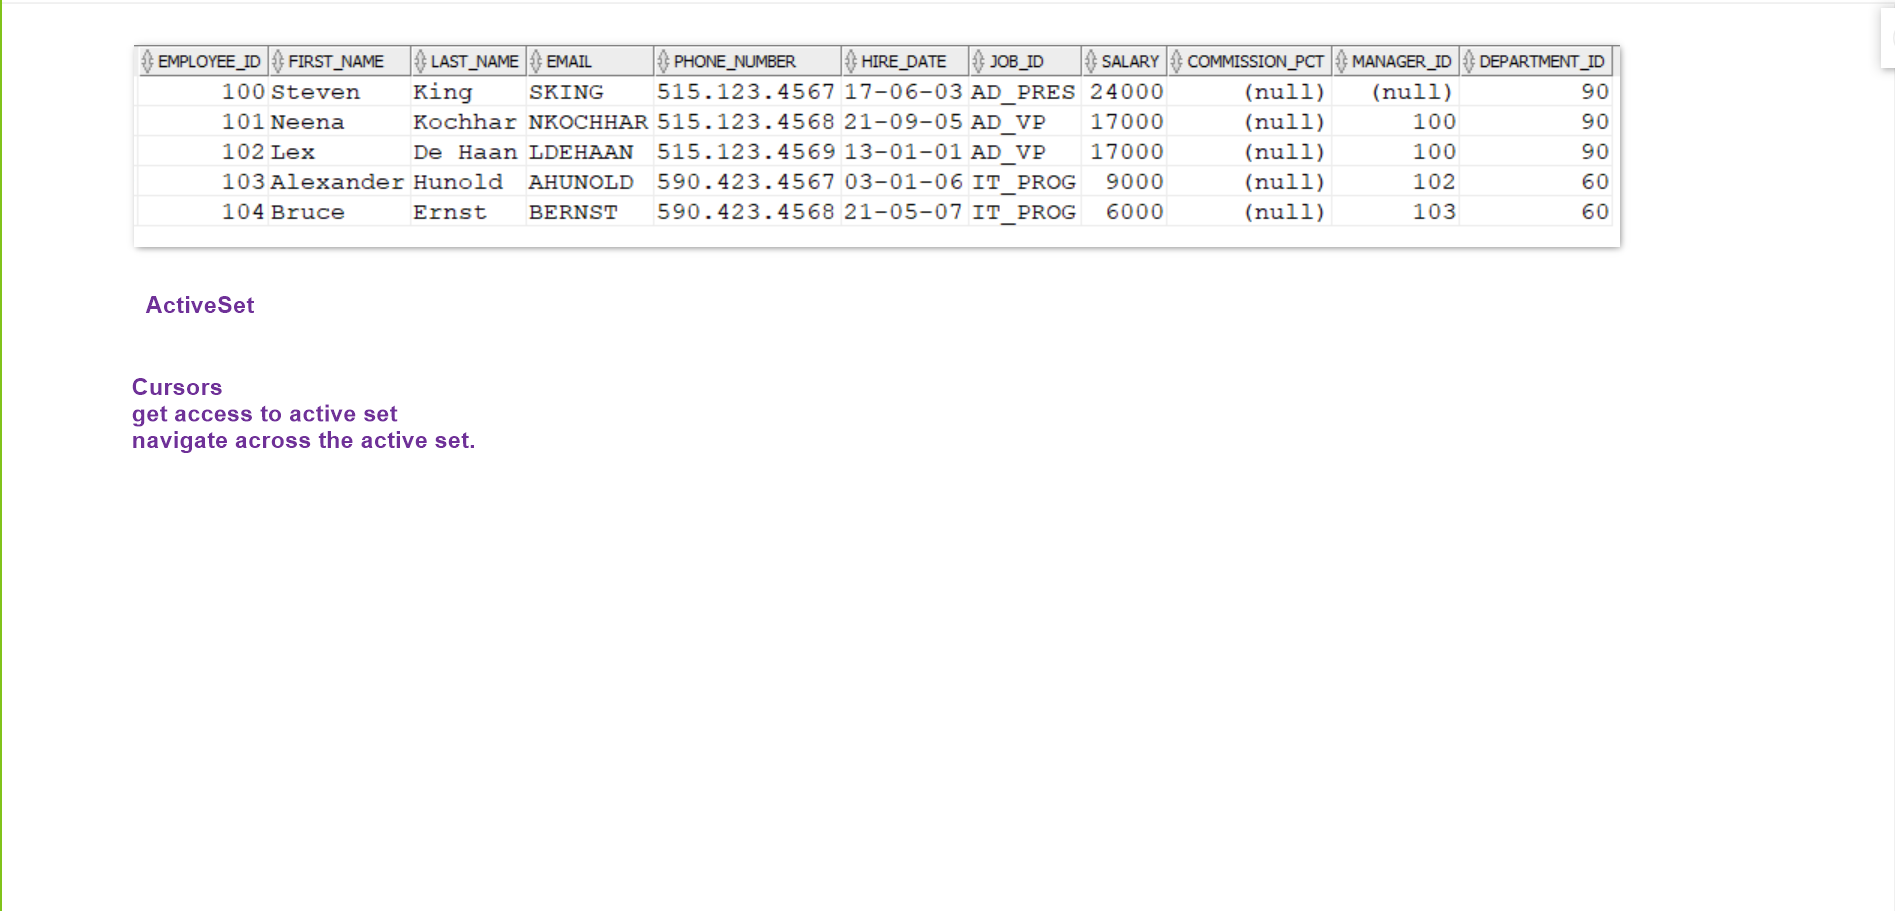 EMPLOYEE_ID FIRST_NAME LAST_NAME EMAIL PHONE_NUMBER HIRE_DATE JOB_ID SALARY COMMISSION_PCT MANAGER_ID DEPARTMENT_ID
100 Steven King SKING 515.123.4567 17-06-03 AD_PRES 24000 (null) (null) 90
101 Neena Kochhar NKOCHHAR 515.123.4568 21-09-05 AD_VP 17000 (null) 100 90
102 Lex De Haan LDEHAAN 515.123.4569 13-01-01 AD_VP 17000 (null) 100 90
103 Alexander Hunold AHUNOLD 590.423.4567 03-01-06 IT_PROG 9000 (null) 102 60
104 Bruce Ernst BERNST 590.423.4568 21-05-07 IT_PROG 6000 (null) 103 60
ActiveSet
Cursors
get access to active set
navigate across the active set.